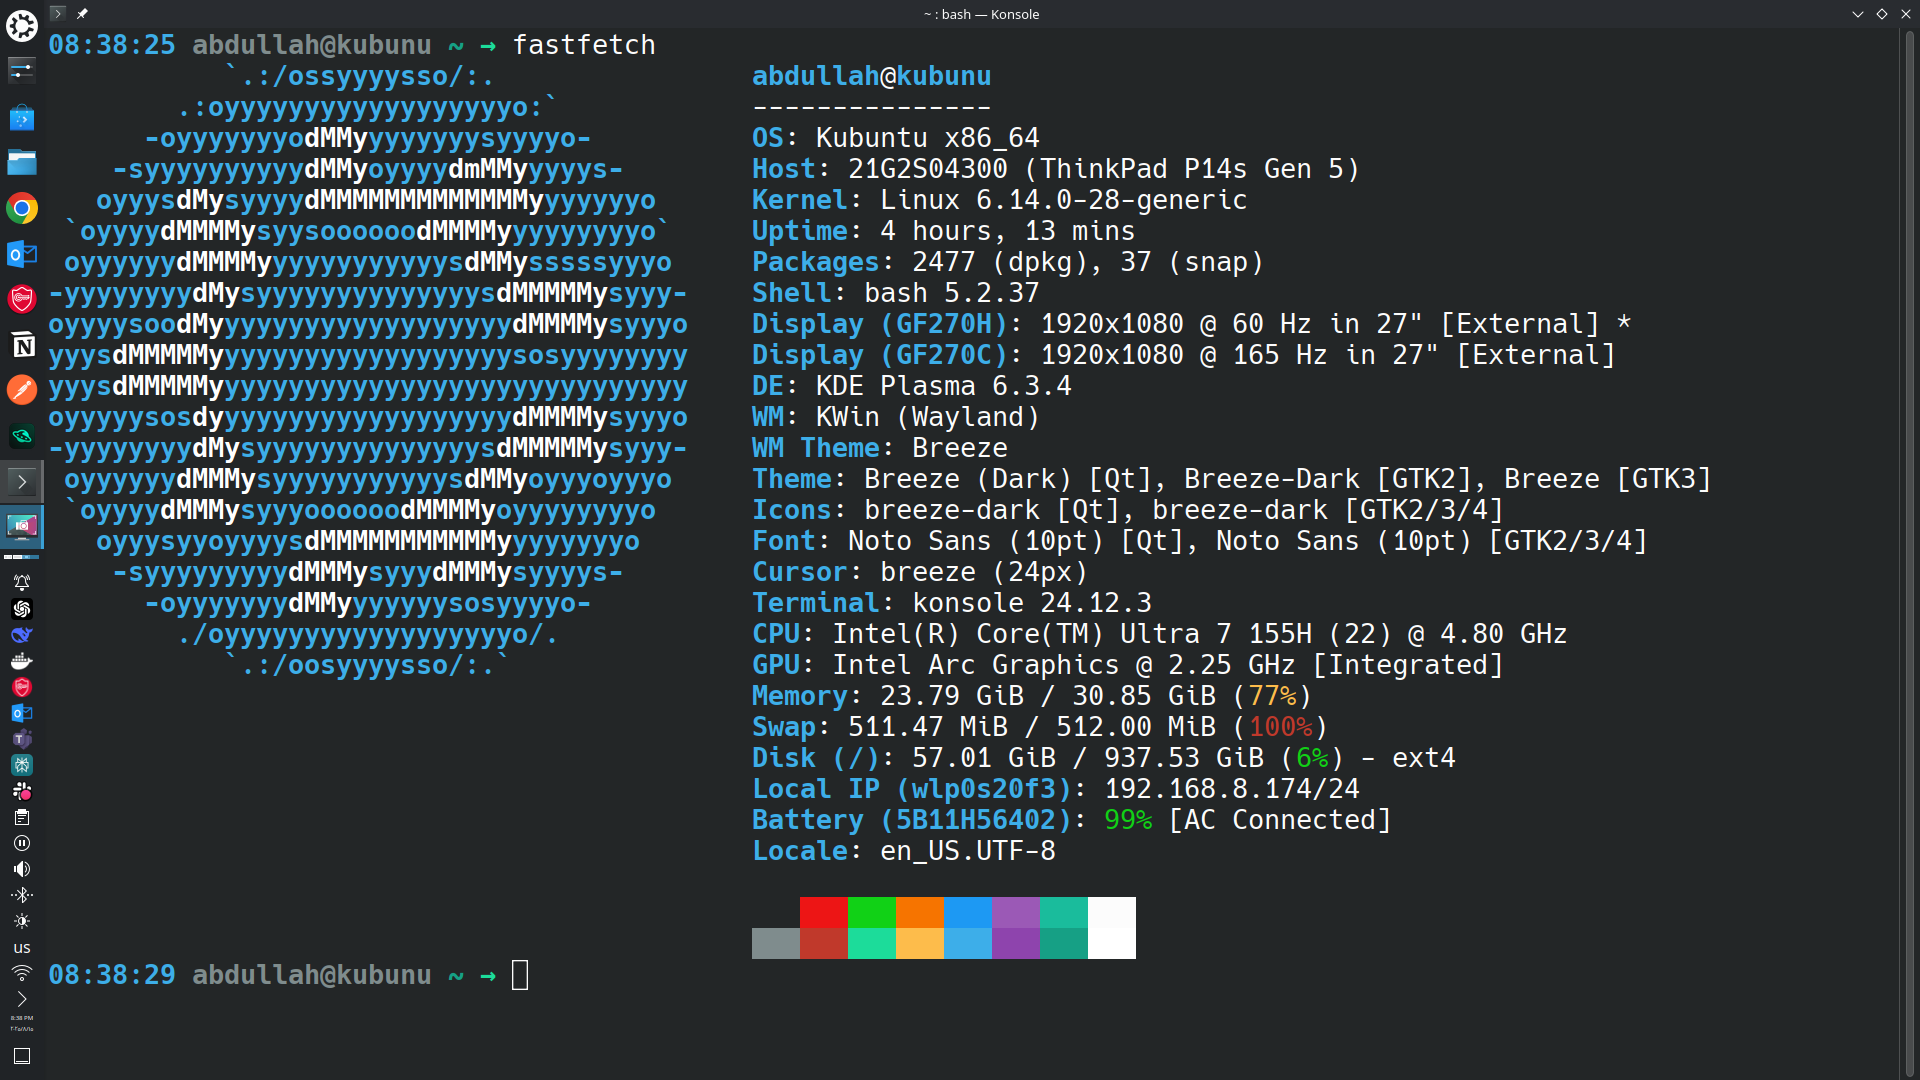 ~ : bash — Konsole
08:38:25 abdullah@kubunu ~ → fastfetch
`.:/ossyyyysso/:.
.:oyyyyyyyyyyyyyyyyyyo:`
-oyyyyyyyodMMyyyyyyyysyyyyo-
-syyyyyyyyyydMMyoyyyydmMMyyyyys-
oyyysdMysyyyydMMMMMMMMMMMMMyyyyyyyo
`oyyyydMMMMysyysoooooodMMMMyyyyyyyyyo`
oyyyyyydMMMMyyyyyyyyyyyysdMMysssssyyyo
-yyyyyyyydMysyyyyyyyyyyyyyysdMMMMMysyyy-
oyyyysoodMyyyyyyyyyyyyyyyyyyydMMMMysyyyo
yyysdMMMMMyyyyyyyyyyyyyyyyyyysosyyyyyyyy
yyysdMMMMMyyyyyyyyyyyyyyyyyyyyyyyyyyyyyy
oyyyyysosdyyyyyyyyyyyyyyyyyyydMMMMysyyyo
-yyyyyyyydMysyyyyyyyyyyyyyysdMMMMMysyyy-
oyyyyyydMMMysyyyyyyyyyyysdMMyoyyyoyyyo
`oyyyydMMMysyyyoooooodMMMMyoyyyyyyyyo
oyyysyyoyyyysdMMMMMMMMMMMyyyyyyyyo
-syyyyyyyyydMMMysyyydMMMysyyyys-
-oyyyyyyydMMyyyyyyysosyyyyo-
./oyyyyyyyyyyyyyyyyyyo/.
`.:/oosyyyysso/:.`
abdullah@kubunu
---------------
OS: Kubuntu x86_64
Host: 21G2S04300 (ThinkPad P14s Gen 5)
Kernel: Linux 6.14.0-28-generic
Uptime: 4 hours, 13 mins
Packages: 2477 (dpkg), 37 (snap)
Shell: bash 5.2.37
Display (GF270H): 1920x1080 @ 60 Hz in 27" [External] *
Display (GF270C): 1920x1080 @ 165 Hz in 27" [External]
DE: KDE Plasma 6.3.4
WM: KWin (Wayland)
WM Theme: Breeze
Theme: Breeze (Dark) [Qt], Breeze-Dark [GTK2], Breeze [GTK3]
Icons: breeze-dark [Qt], breeze-dark [GTK2/3/4]
Font: Noto Sans (10pt) [Qt], Noto Sans (10pt) [GTK2/3/4]
Cursor: breeze (24px)
Terminal: konsole 24.12.3
CPU: Intel(R) Core(TM) Ultra 7 155H (22) @ 4.80 GHz
GPU: Intel Arc Graphics @ 2.25 GHz [Integrated]
Memory: 23.79 GiB / 30.85 GiB (77%)
Swap: 511.47 MiB / 512.00 MiB (100%)
Disk (/): 57.01 GiB / 937.53 GiB (6%) - ext4
Local IP (wlp0s20f3): 192.168.8.174/24
Battery (5B11H56402): 99% [AC Connected]
Locale: en_US.UTF-8
08:38:29 abdullah@kubunu ~ →
us
8:38 PM